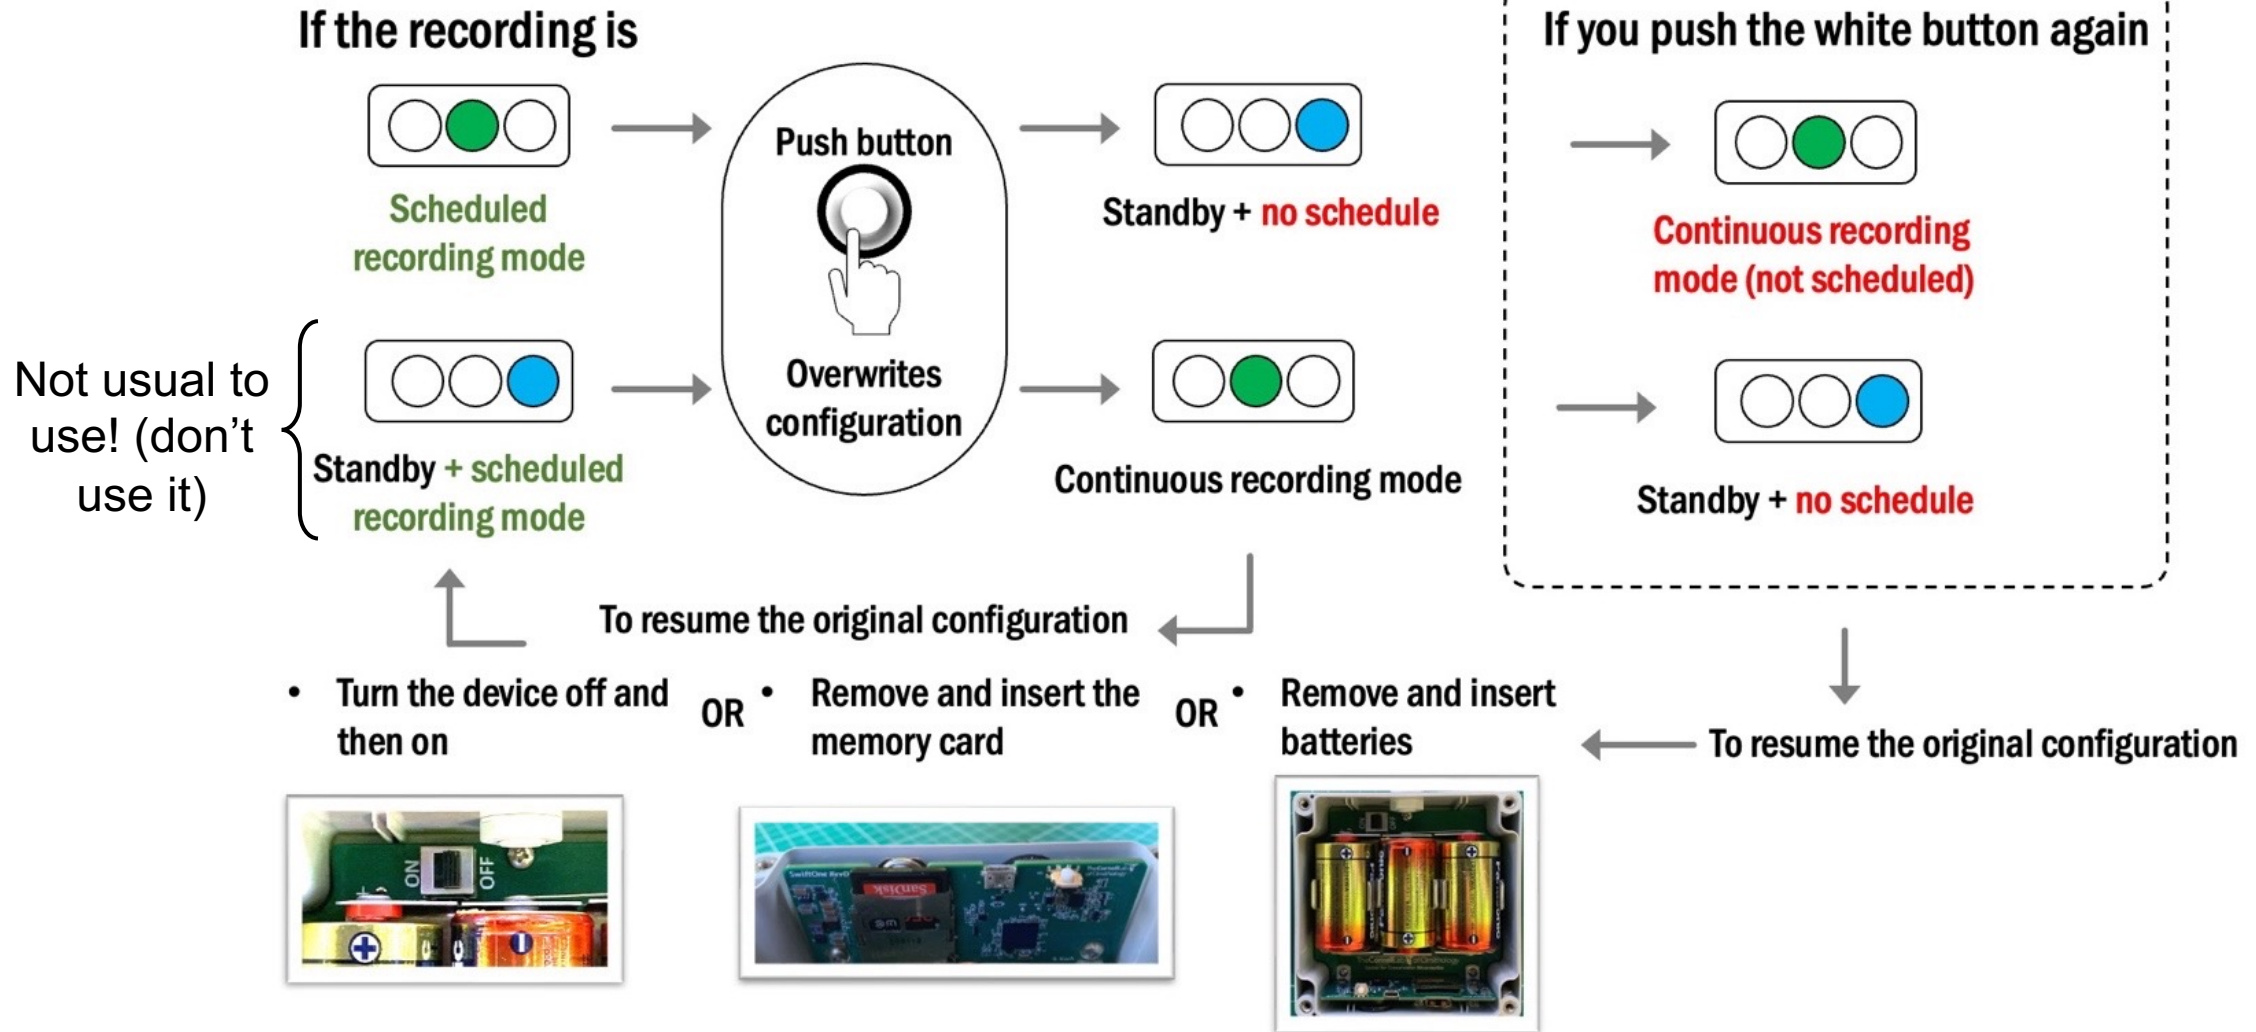 If the recording is
If you push the white button again
Push button
Scheduled
recording mode
Standby + no schedule
Continuous recording
mode (not scheduled)
Not usual to
use! (don't
use it)
Overwrites
configuration
Standby + scheduled
recording mode
Continuous recording mode
Standby + no schedule
To resume the original configuration
• Turn the device off and
then on
OR
• Remove and insert the
memory card
OR
• Remove and insert
batteries
To resume the original configuration
ON
OFF
SwiftOne
SanDisk
ON
OFF